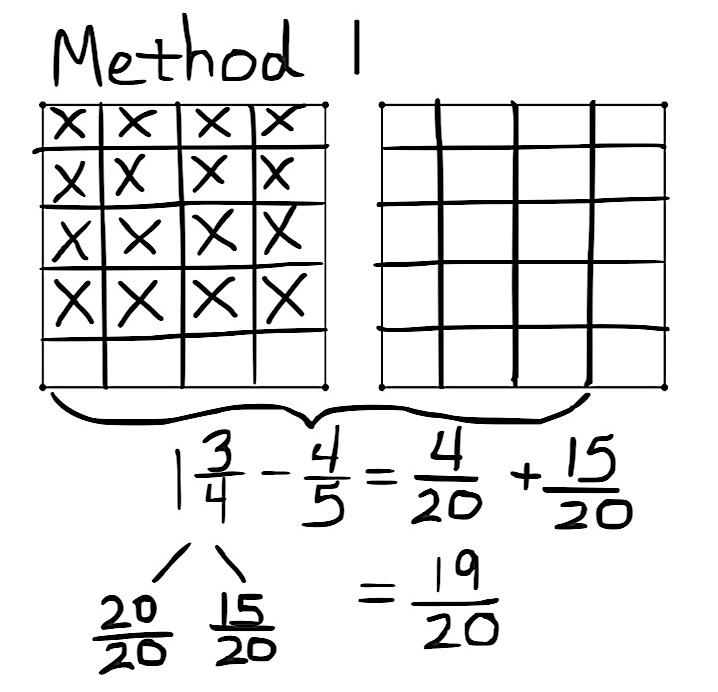 Method 1
X X X X
X X X X
X X X X
X X X X
1 3/4 - 4/5 = 4/20 + 15/20
20/20 15/20
= 19/20